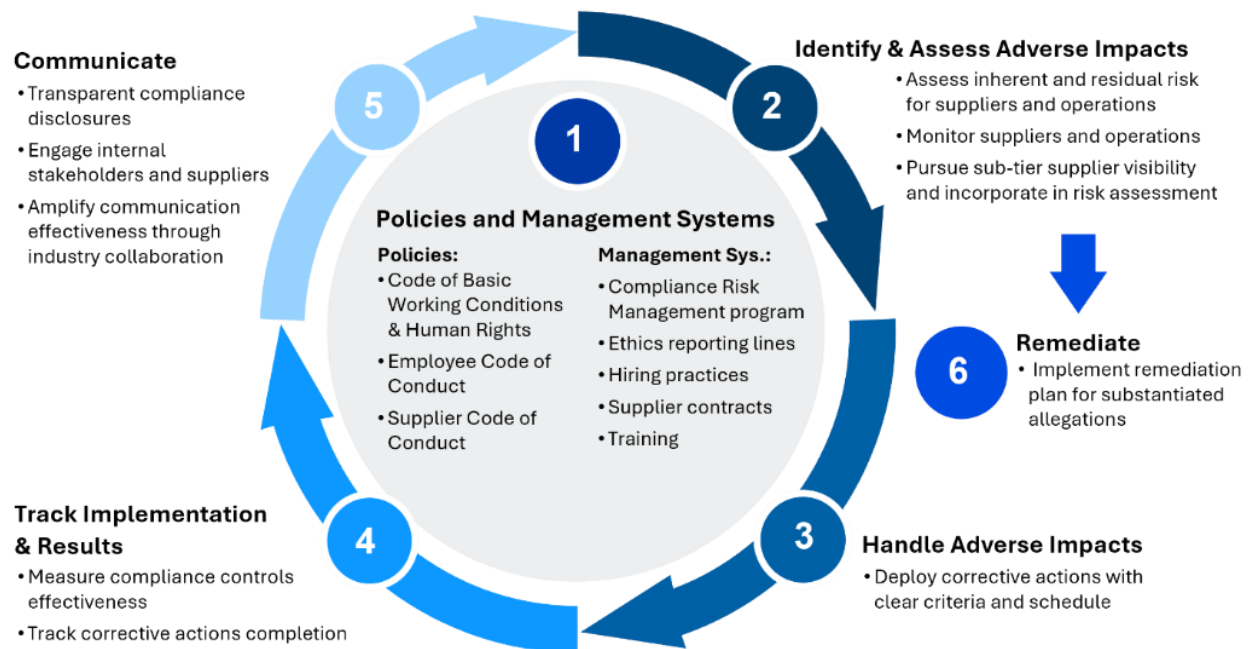 1
Policies and Management Systems
Policies:
• Code of Basic
Working Conditions
& Human Rights
• Employee Code of
Conduct
• Supplier Code of
Conduct
Management Sys.:
• Compliance Risk
Management program
• Ethics reporting lines
• Hiring practices
• Supplier contracts
• Training
2
Identify & Assess Adverse Impacts
• Assess inherent and residual risk
for suppliers and operations
• Monitor suppliers and operations
• Pursue sub-tier supplier visibility
and incorporate in risk assessment
3
Handle Adverse Impacts
• Deploy corrective actions with
clear criteria and schedule
4
Track Implementation
& Results
• Measure compliance controls
effectiveness
• Track corrective actions completion
5
Communicate
• Transparent compliance
disclosures
• Engage internal
stakeholders and suppliers
• Amplify communication
effectiveness through
industry collaboration
6
Remediate
• Implement remediation
plan for substantiated
allegations